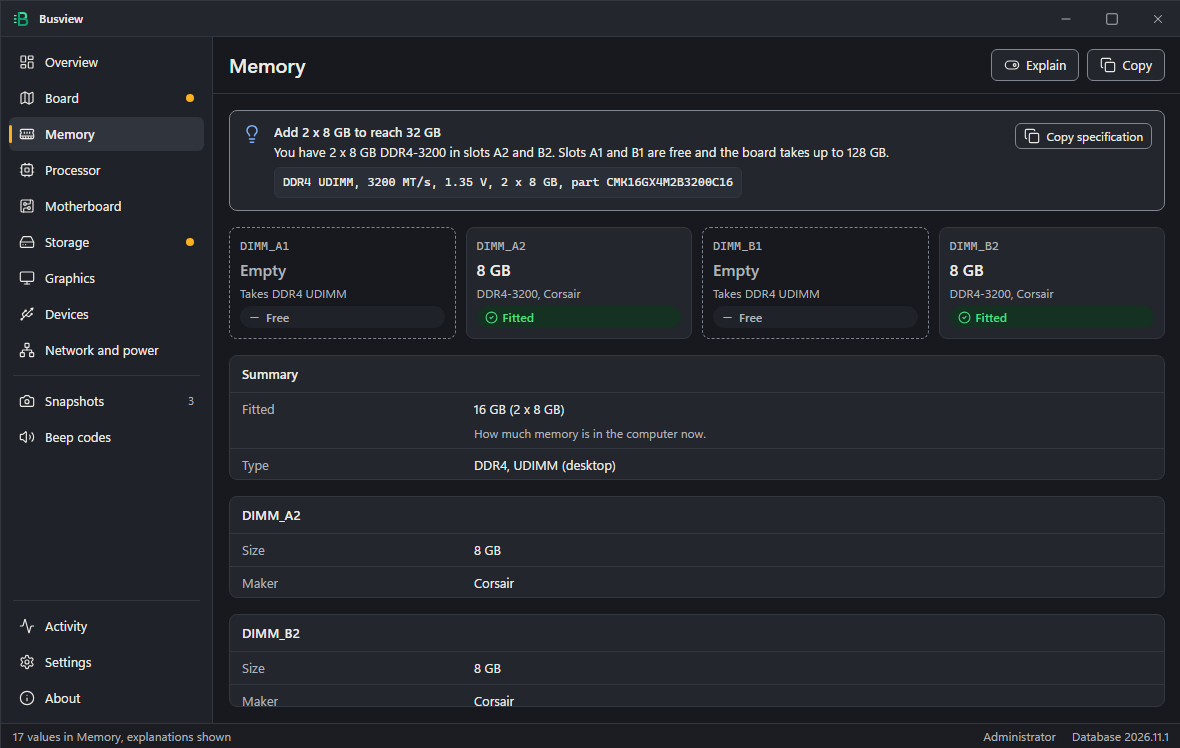 Busview
Overview
Board
Memory
Processor
Motherboard
Storage
Graphics
Devices
Network and power
Snapshots 3
Beep codes
Activity
Settings
About
Memory
Explain
Copy
Add 2 x 8 GB to reach 32 GB
You have 2 x 8 GB DDR4-3200 in slots A2 and B2. Slots A1 and B1 are free and the board takes up to 128 GB.
DDR4 UDIMM, 3200 MT/s, 1.35 V, 2 x 8 GB, part CMK16GX4M2B3200C16
Copy specification
DIMM_A1
Empty
Takes DDR4 UDIMM
Free
DIMM_A2
8 GB
DDR4-3200, Corsair
Fitted
DIMM_B1
Empty
Takes DDR4 UDIMM
Free
DIMM_B2
8 GB
DDR4-3200, Corsair
Fitted
Summary
Fitted 16 GB (2 x 8 GB)
How much memory is in the computer now.
Type DDR4, UDIMM (desktop)
DIMM_A2
Size 8 GB
Maker Corsair
DIMM_B2
Size 8 GB
Maker Corsair
17 values in Memory, explanations shown
Administrator
Database 2026.11.1